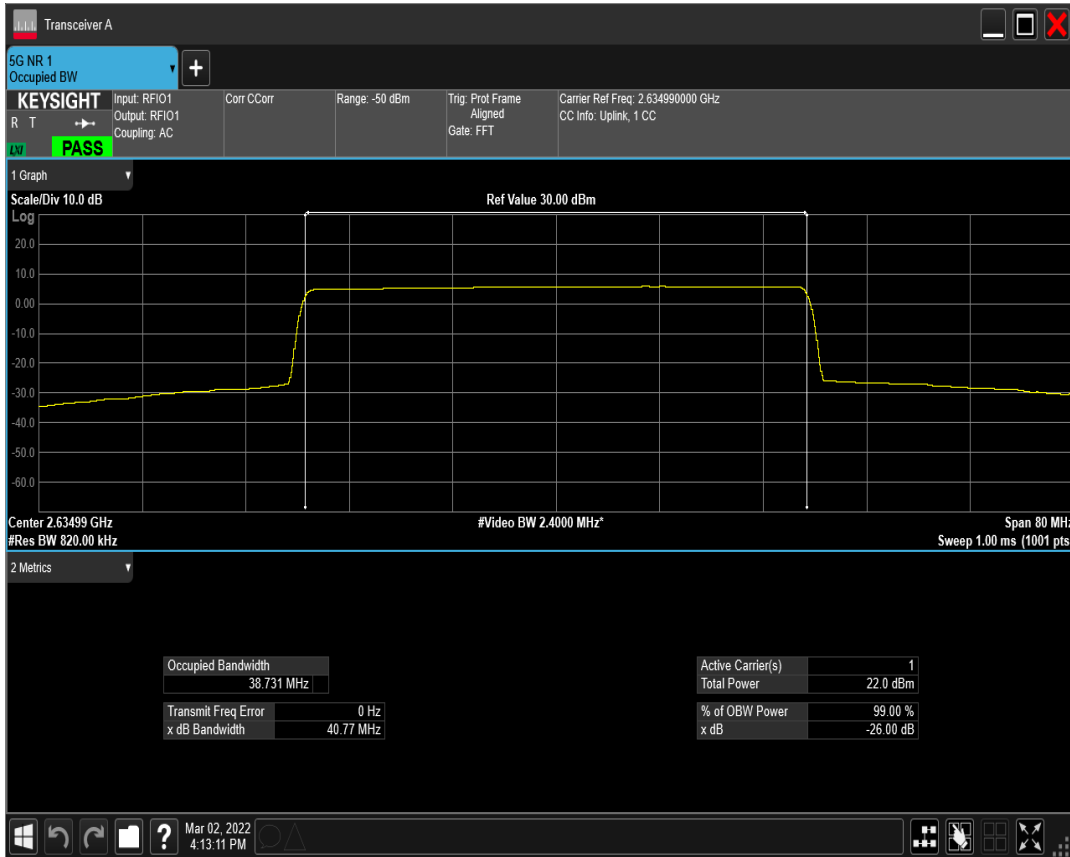 Transceiver A
5G NR 1
Occupied BW
KEYSIGHT
R T
LXI
PASS
Input: RFIO1
Output: RFIO1
Coupling: AC
Corr CCorr
Range: -50 dBm
Trig: Prot Frame
Aligned
Gate: FFT
Carrier Ref Freq: 2.634990000 GHz
CC Info: Uplink, 1 CC
1 Graph
Scale/Div 10.0 dB
Ref Value 30.00 dBm
Log
20.0
10.0
0.00
-10.0
-20.0
-30.0
-40.0
-50.0
-60.0
Center 2.63499 GHz
#Video BW 2.4000 MHz*
Span 80 MHz
#Res BW 820.00 kHz
Sweep 1.00 ms (1001 pts
2 Metrics
Occupied Bandwidth
38.731 MHz
Transmit Freq Error 0 Hz
x dB Bandwidth 40.77 MHz
Active Carrier(s) 1
Total Power 22.0 dBm
% of OBW Power 99.00 %
x dB -26.00 dB
Mar 02, 2022
4:13:11 PM